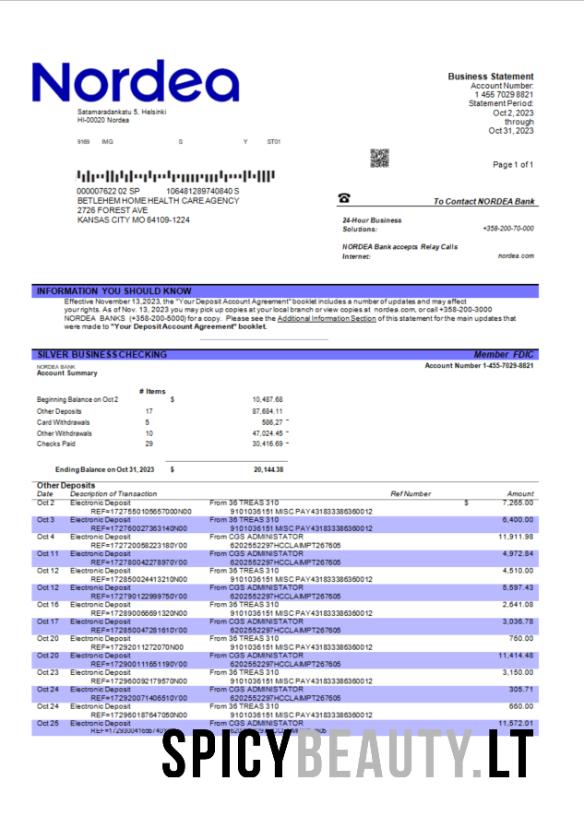 Nordea
Satamaradankatu 5, Helsinki
HI-00020 Nordea
9169 IMG S Y ST01
Business Statement
Account Number:
1 455 7029 8821
Statement Period:
Oct 2, 2023
through
Oct 31, 2023
Page 1 of 1
000007622 02 SP 106481289740840 S
BETLEHEM HOME HEALTH CARE AGENCY
2726 FOREST AVE
KANSAS CITY MO 64109-1224
To Contact NORDEA Bank
24-Hour Business
Solutions: +358-200-70-000
NORDEA Bank accepts Relay Calls
Internet: nordea.com
INFORMATION YOU SHOULD KNOW
Effective November 13,2023, the "Your Deposit Account Agreement" booklet includes a number of updates and may affect
your rights. As of Nov. 13, 2023 you may pick up copies at your local branch or view copies at nordea.com, or call +358-200-3000
NORDEA BANKS (+358-200-5000) for a copy. Please see the Additional Information Section of this statement for the main updates that
were made to "Your Deposit Account Agreement" booklet.
SILVER BUSINESS CHECKING Member FDIC
NORDEA BANK Account Number 1-455-7029-8821
Account Summary
# Items
Beginning Balance on Oct 2 $ 10,487.68
Other Deposits 17 87,684.11
Card Withdrawals 5 586,27 -
Other Withdrawals 10 47,024.45 -
Checks Paid 29 30,416.69 -
Ending Balance on Oct 31, 2023 $ 20,144.38
Other Deposits
Date Description of Transaction Ref Number Amount
Oct 2 Electronic Deposit From 36 TREAS 310 $ 7,265.00
REF=1727550105657000N00 9101036151 MISC PAY431833386360012
Oct 3 Electronic Deposit From 36 TREAS 310 6,400.00
REF=172760027363140N00 9101036151 MISC PAY431833386360012
Oct 4 Electronic Deposit From CGS ADMINISTATOR 11,911.98
REF=172720058223180Y00 6202552297HCCLAIMPT267605
Oct 11 Electronic Deposit From CGS ADMINISTATOR 4,972.84
REF=172780042278970Y00 6202552297HCCLAIMPT267605
Oct 12 Electronic Deposit From 36 TREAS 310 4,510.00
REF=172850024413210N00 9101036151 MISC PAY431833386360012
Oct 12 Electronic Deposit From CGS ADMINISTATOR 8,597.43
REF=172790122999750Y00 6202552297HCCLAIMPT267605
Oct 16 Electronic Deposit From 36 TREAS 310 2,641.08
REF=172890066691320N00 9101036151 MISC PAY431833386360012
Oct 17 Electronic Deposit From CGS ADMINISTATOR 3,036.78
REF=172850047281610Y00 6202552297HCCLAIMPT267605
Oct 20 Electronic Deposit From 36 TREAS 310 760.00
REF=17292011272070N00 9101036151 MISC PAY431833386360012
Oct 20 Electronic Deposit From CGS ADMINISTATOR 11,414.48
REF=172900111651190Y00 6202552297HCCLAIMPT267605
Oct 23 Electronic Deposit From 36 TREAS 310 3,150.00
REF=172960092179570N00 9101036151 MISC PAY431833386360012
Oct 24 Electronic Deposit From CGS ADMINISTATOR 305.71
REF=172920071406510Y00 6202552297HCCLAIMPT267605
Oct 24 Electronic Deposit From 36 TREAS 310 660.00
REF=172960187647050N00 9101036151 MISC PAY431833386360012
Oct 25 Electronic Deposit From CGS ADMINISTATOR 11,572.01
SPICYBEAUTY.LT